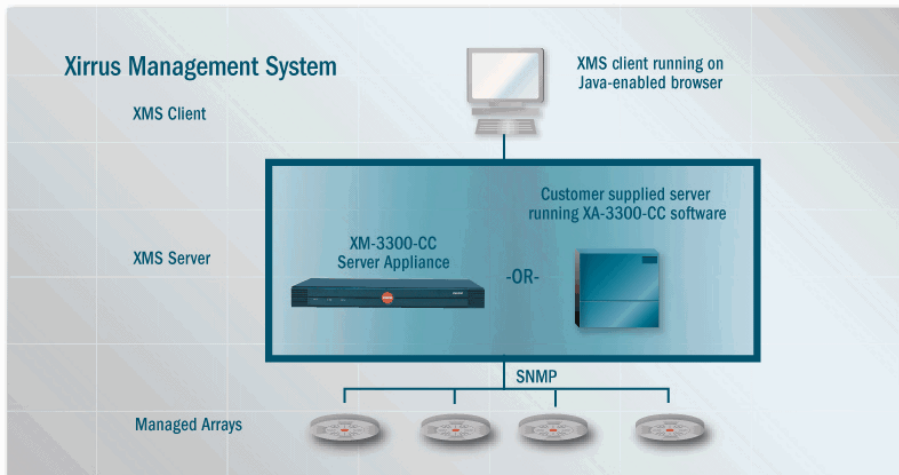 Xirrus Management System
XMS client running on
Java-enabled browser
XMS Client
Customer supplied server
running XA-3300-CC software
XM-3300-CC
Server Appliance
XMS Server
-OR-
SNMP
Managed Arrays